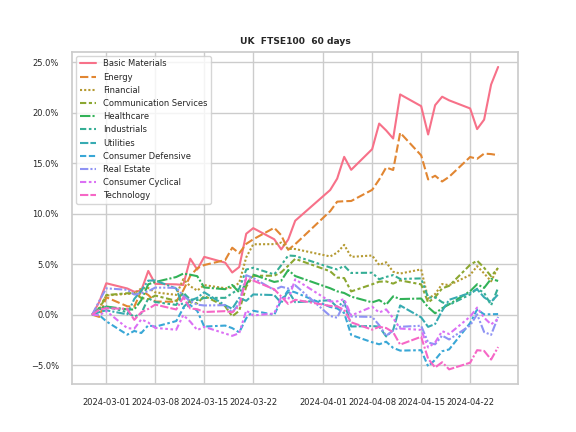 UK  FTSE100  60 days
25.0%
20.0%
15.0%
10.0%
5.0%
0.0%
−5.0%
Basic Materials
Energy
Financial
Communication Services
Healthcare
Industrials
Utilities
Consumer Defensive
Real Estate
Consumer Cyclical
Technology
2024-03-01 2024-03-08 2024-03-15 2024-03-22 2024-04-01 2024-04-08 2024-04-15 2024-04-22